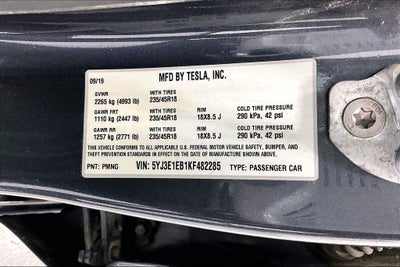 09/19 MFD BY TESLA, INC.
GVWR WITH TIRES
2265 kg (4993 lb) 235/45R18
GAWR FRT WITH TIRES RIM COLD TIRE PRESSURE
1110 kg (2447 lb) 235/45R18 18X8.5 J 290 kPa, 42 psi
GAWR RR WITH TIRES RIM COLD TIRE PRESSURE
1257 kg (2771 lb) 235/45R18 18X8.5 J 290 kPa, 42 psi
THIS VEHICLE CONFORMS TO ALL APPLICABLE U.S. FEDERAL MOTOR VEHICLE SAFETY, BUMPER, AND
THEFT PREVENTION STANDARDS IN EFFECT ON THE DATE OF MANUFACTURE SHOWN ABOVE.
PNT: PMNG VIN: 5YJ3E1EB1KF482285 TYPE: PASSENGER CAR